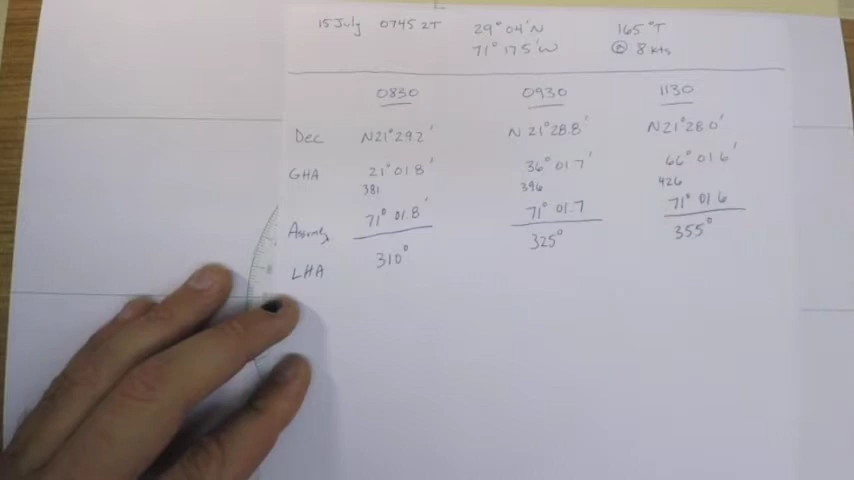 15 July 0745 ZT 29° 04' N 165 °T
71° 17.5' W @ 8 kts
0830 0930 1130
Dec N21°29.2' N 21°28.8' N21°28.0'
GHA 21°01.8' 36°01.7' 66°01.6'
381 396 426
71° 01.8' 71° 01.7 71° 01.6
LHA 310° 325° 355°